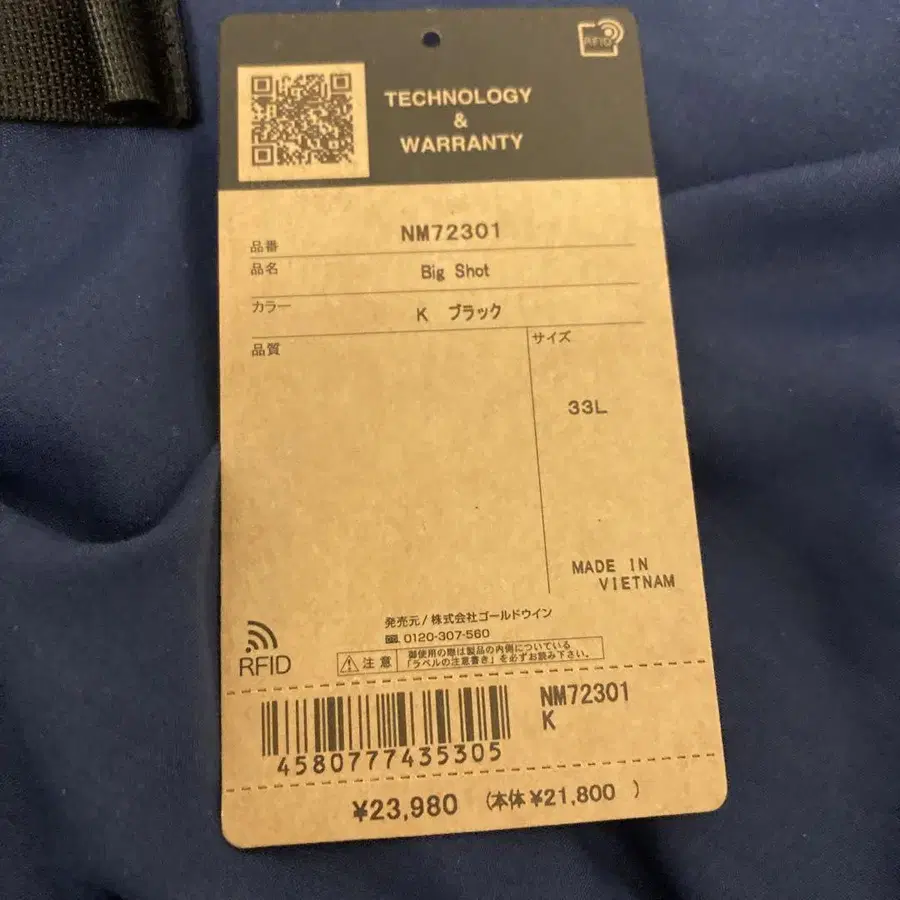 RFID
TECHNOLOGY
&
WARRANTY
品番 NM72301
品名 Big Shot
カラー K ブラック
品質
サイズ
33L
MADE IN
VIETNAM
発売元/株式会社ゴールドウイン
0120-307-560
RFID
注意
御使用の際は製品の内側についている
「ラベルの注意書き」を必ずお読み下さい。
NM72301
K
4580777435305
¥23,980 (本体¥21,800 )